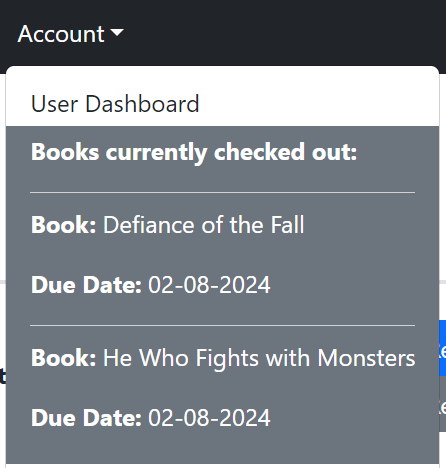 Account
User Dashboard
Books currently checked out:
Book: Defiance of the Fall
Due Date: 02-08-2024
Book: He Who Fights with Monsters
Due Date: 02-08-2024